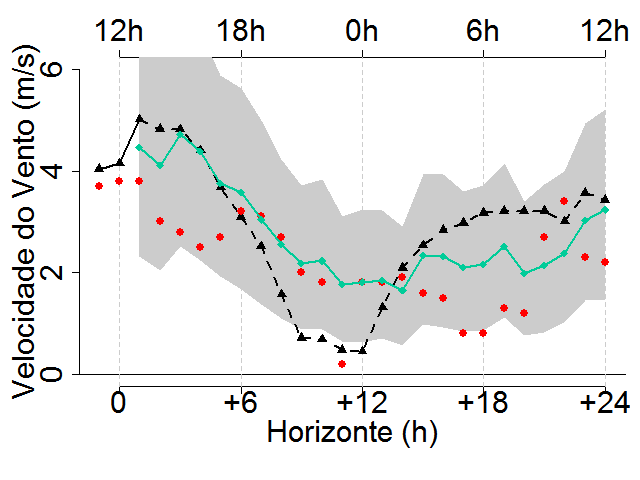 12h 18h 0h 6h 12h
Velocidade do Vento (m/s)
6
4
2
0
0 +6 +12 +18 +24
Horizonte (h)